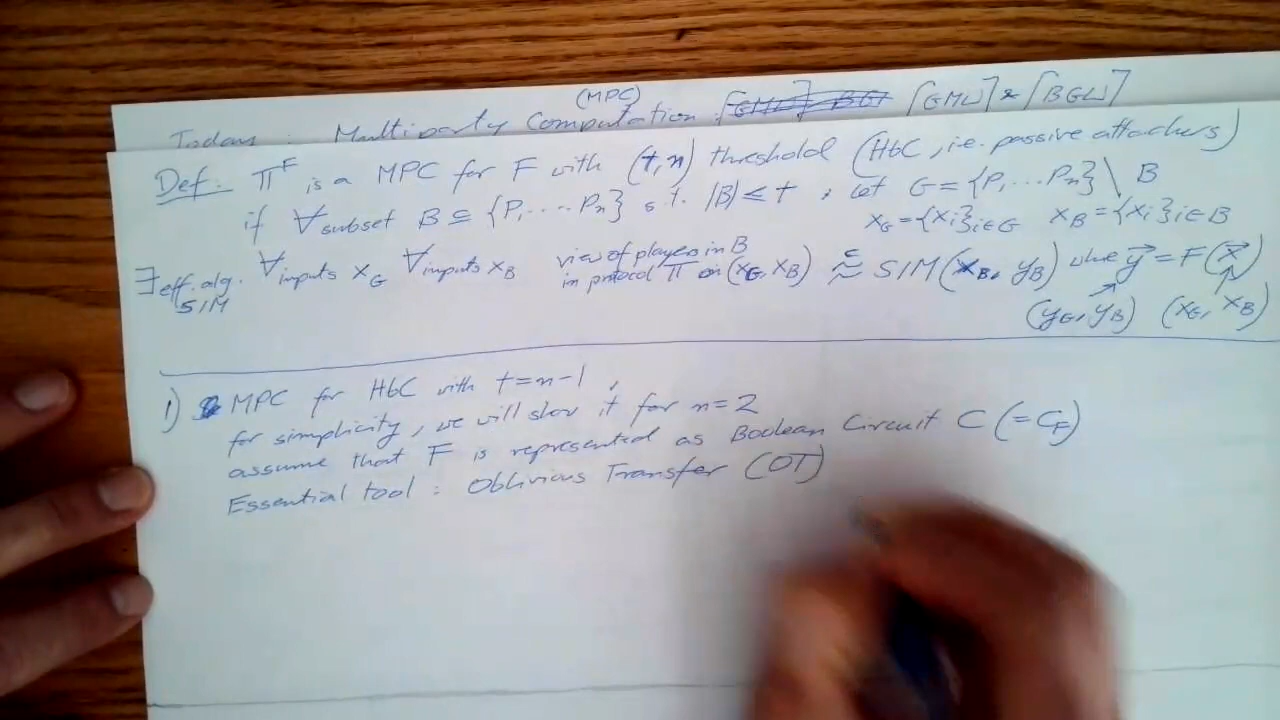 (MPC)
Today : Multiparty Computation : [GMW] & [BGW]
Def: Π^F is a MPC for F with (t,n) threshold (HbC, i.e. passive attackers)
if ∀ subset B ⊆ {P1...Pn} s.t. |B| ≤ t , let G = {P1...Pn} \ B
x_G = {xi}i∈G x_B = {xi}i∈B
∃ eff. alg. SIM ∀ inputs x_G ∀ inputs x_B view of players in B in protocol Π on (x_G, x_B) ≈^c SIM(x_B, y_B) where y⃗ = F(x⃗)
(y_G, y_B) (x_G, x_B)
1) MPC for HbC with t=n-1,
for simplicity, we will show it for n=2
assume that F is represented as Boolean Circuit C (=C_F)
Essential tool : Oblivious Transfer (OT)